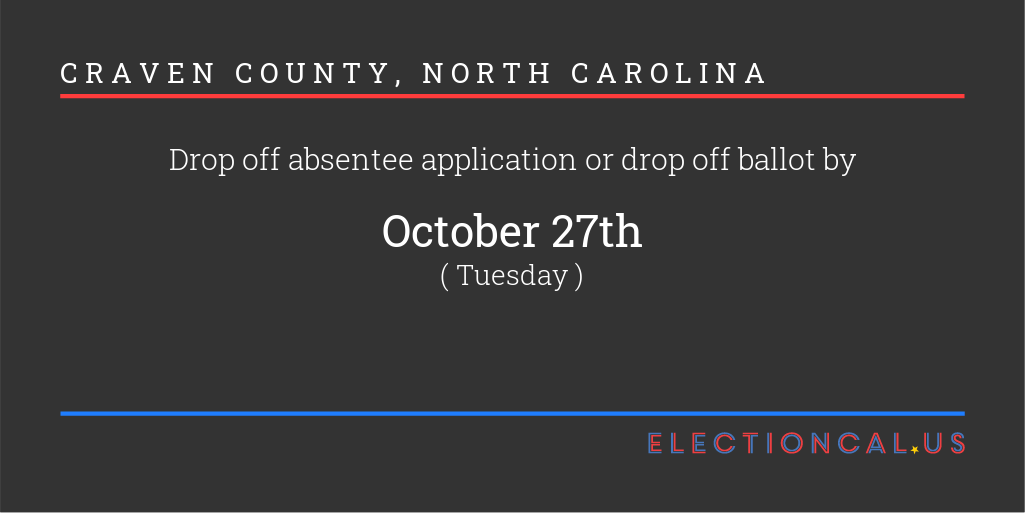 CRAVEN COUNTY, NORTH CAROLINA
Drop off absentee application or drop off ballot by
October 27th
( Tuesday )
ELECTIONCAL.US